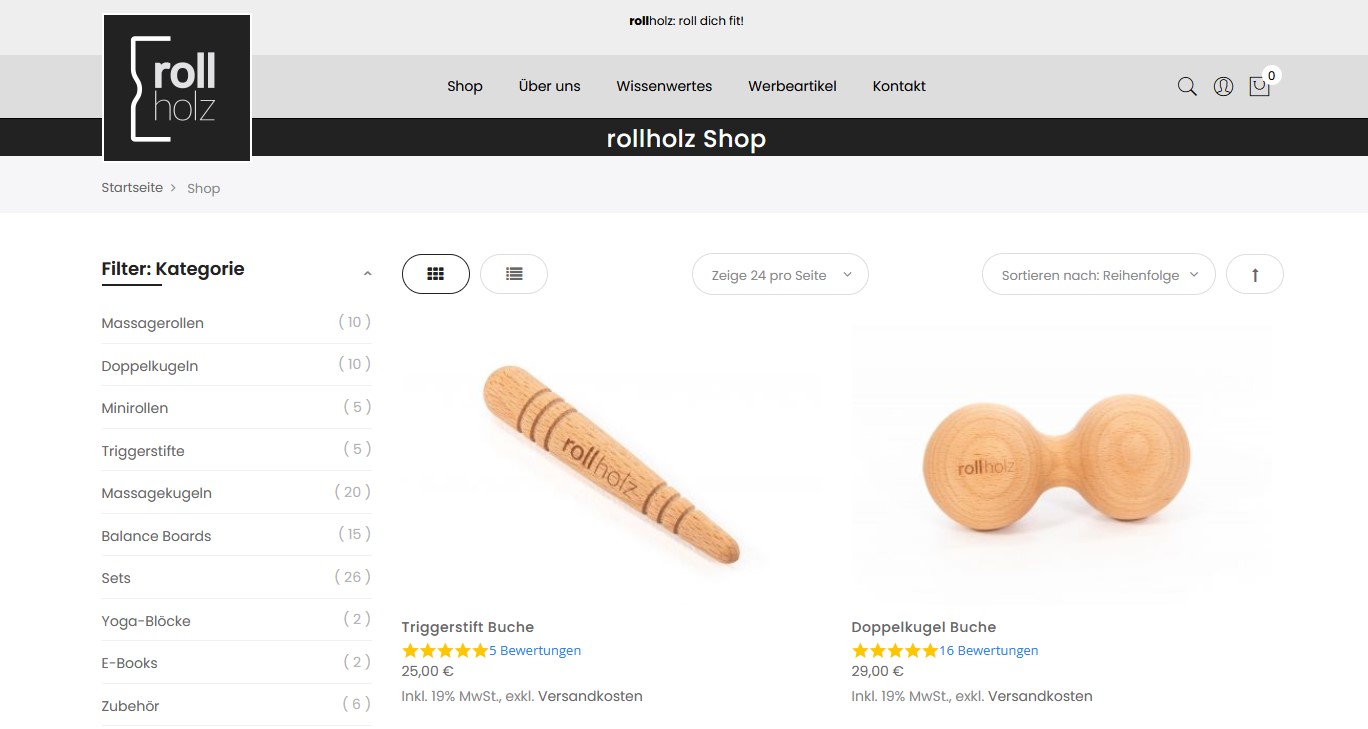 rollholz: roll dich fit!
roll
holz
Shop
Über uns
Wissenwertes
Werbeartikel
Kontakt
0
rollholz Shop
Startseite > Shop
Filter: Kategorie
Massagerollen ( 10 )
Doppelkugeln ( 10 )
Minirollen ( 5 )
Triggerstifte ( 5 )
Massagekugeln ( 20 )
Balance Boards ( 15 )
Sets ( 26 )
Yoga-Blöcke ( 2 )
E-Books ( 2 )
Zubehör ( 6 )
Zeige 24 pro Seite
Sortieren nach: Reihenfolge
rollholz
Triggerstift Buche
5 Bewertungen
25,00 €
Inkl. 19% MwSt., exkl. Versandkosten
rollholz
Doppelkugel Buche
16 Bewertungen
29,00 €
Inkl. 19% MwSt., exkl. Versandkosten